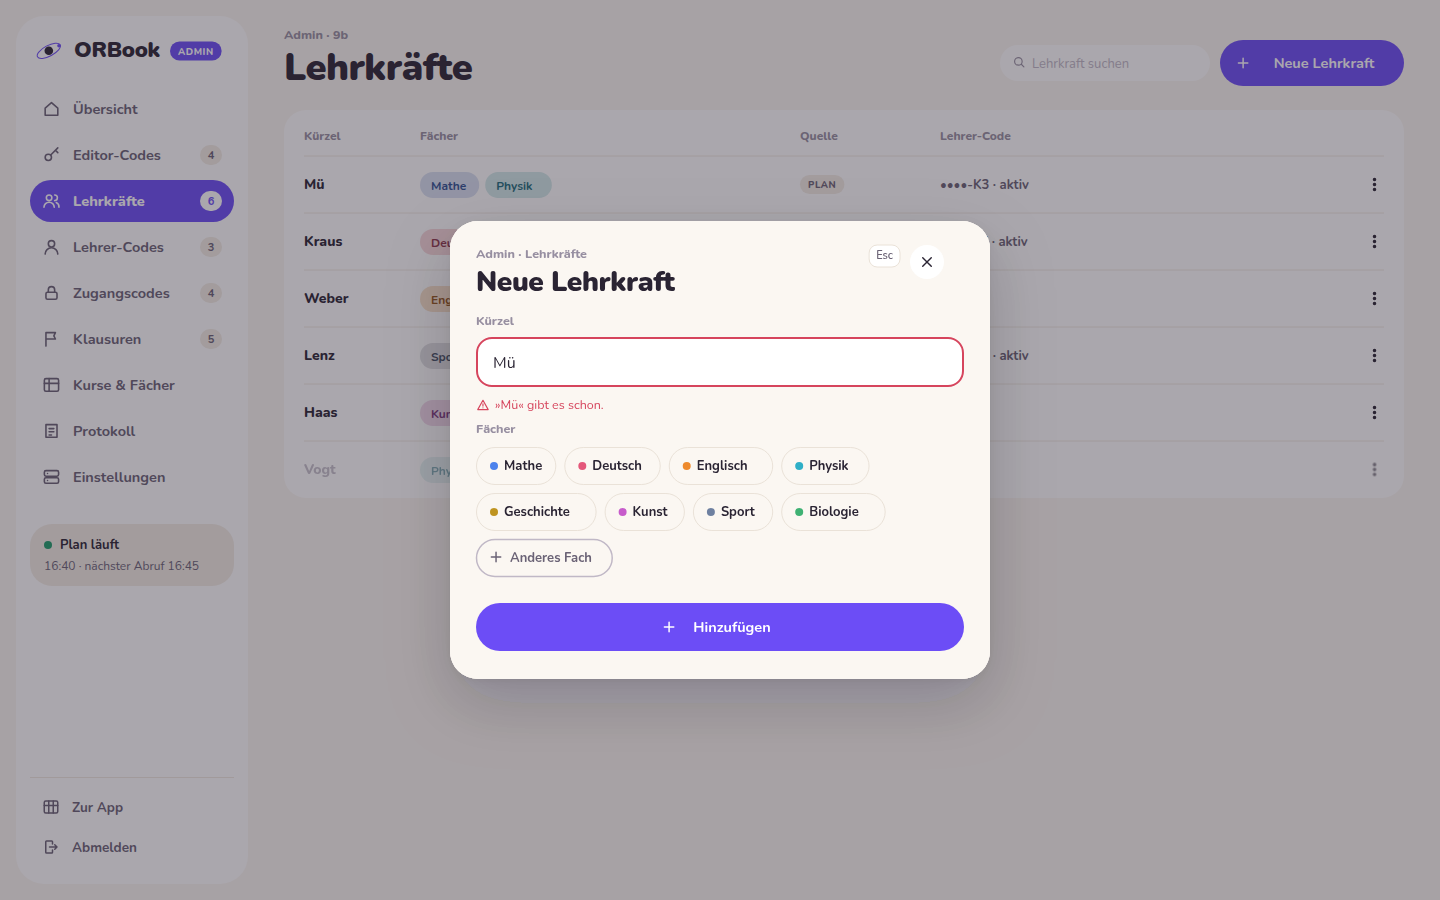 ORBook ADMIN
Übersicht
Editor-Codes 4
Lehrkräfte 6
Lehrer-Codes 3
Zugangscodes 4
Klausuren 5
Kurse & Fächer
Protokoll
Einstellungen
Plan läuft
16:40 · nächster Abruf 16:45
Zur App
Abmelden
Admin · 9b
Lehrkräfte
Lehrkraft suchen
Neue Lehrkraft
Kürzel Fächer Quelle Lehrer-Code
Mü Mathe Physik PLAN ••••-K3 · aktiv
Kraus · aktiv
Weber
Lenz · aktiv
Haas
Vogt
Admin · Lehrkräfte
Esc
Neue Lehrkraft
Kürzel
Mü
»Mü« gibt es schon.
Fächer
Mathe Deutsch Englisch Physik
Geschichte Kunst Sport Biologie
Anderes Fach
Hinzufügen